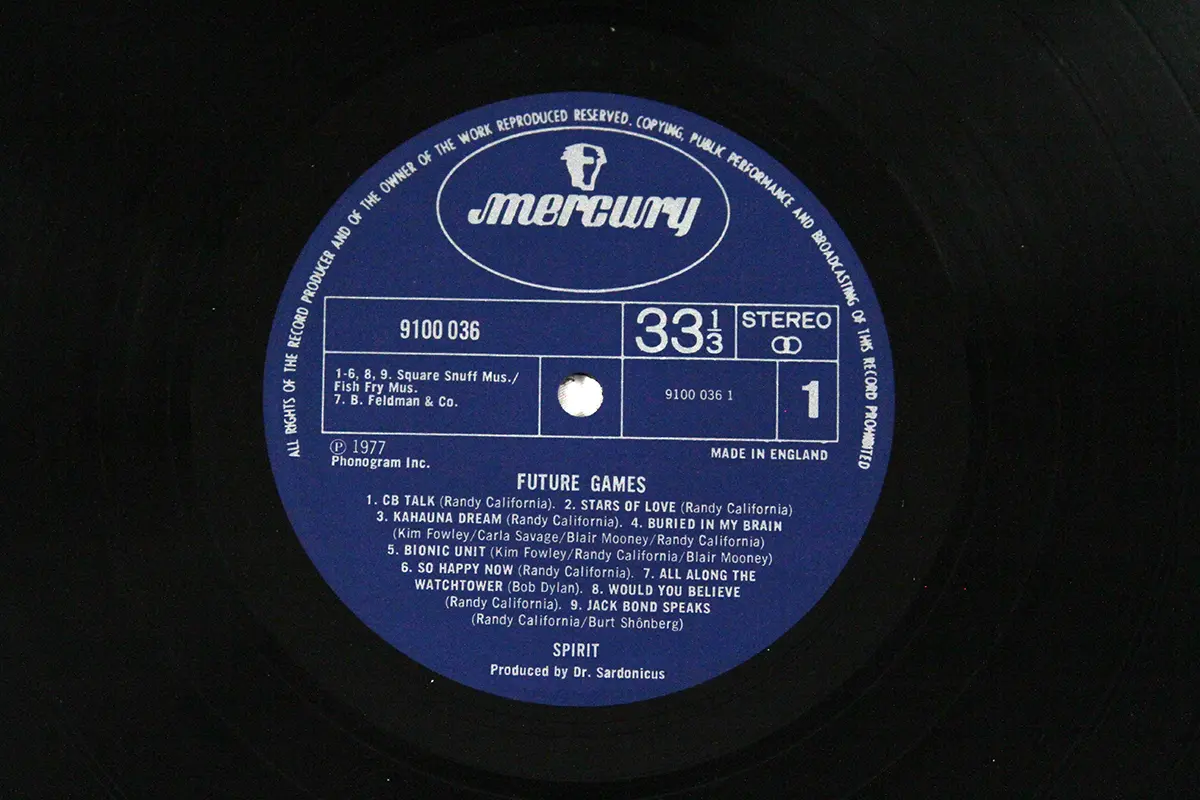 ALL RIGHTS OF THE RECORD PRODUCER AND OF THE OWNER OF THE WORK REPRODUCED RESERVED. COPYING, PUBLIC PERFORMANCE AND BROADCASTING OF THIS RECORD PROHIBITED
mercury
9100 036
33 1/3
STEREO
1-6, 8, 9. Square Snuff Mus./
Fish Fry Mus.
7. B. Feldman & Co.
9100 036 1
1
Ⓟ 1977
Phonogram Inc.
MADE IN ENGLAND
FUTURE GAMES
1. CB TALK (Randy California). 2. STARS OF LOVE (Randy California)
3. KAHAUNA DREAM (Randy California). 4. BURIED IN MY BRAIN
(Kim Fowley/Carla Savage/Blair Mooney/Randy California)
5. BIONIC UNIT (Kim Fowley/Randy California/Blair Mooney)
6. SO HAPPY NOW (Randy California). 7. ALL ALONG THE
WATCHTOWER (Bob Dylan). 8. WOULD YOU BELIEVE
(Randy California). 9. JACK BOND SPEAKS
(Randy California/Burt Shönberg)
SPIRIT
Produced by Dr. Sardonicus